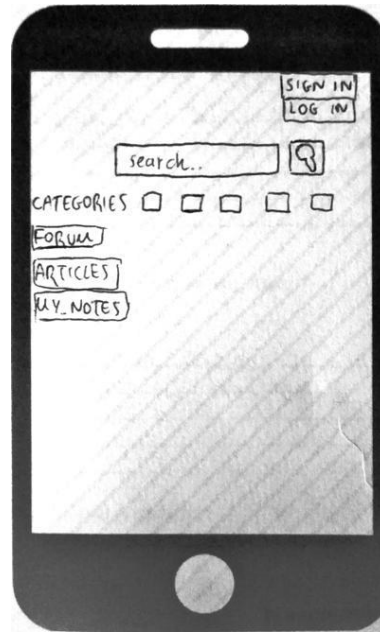 SIGN IN
LOG IN
search..
CATEGORIES
FORUM
ARTICLES
MY_NOTES